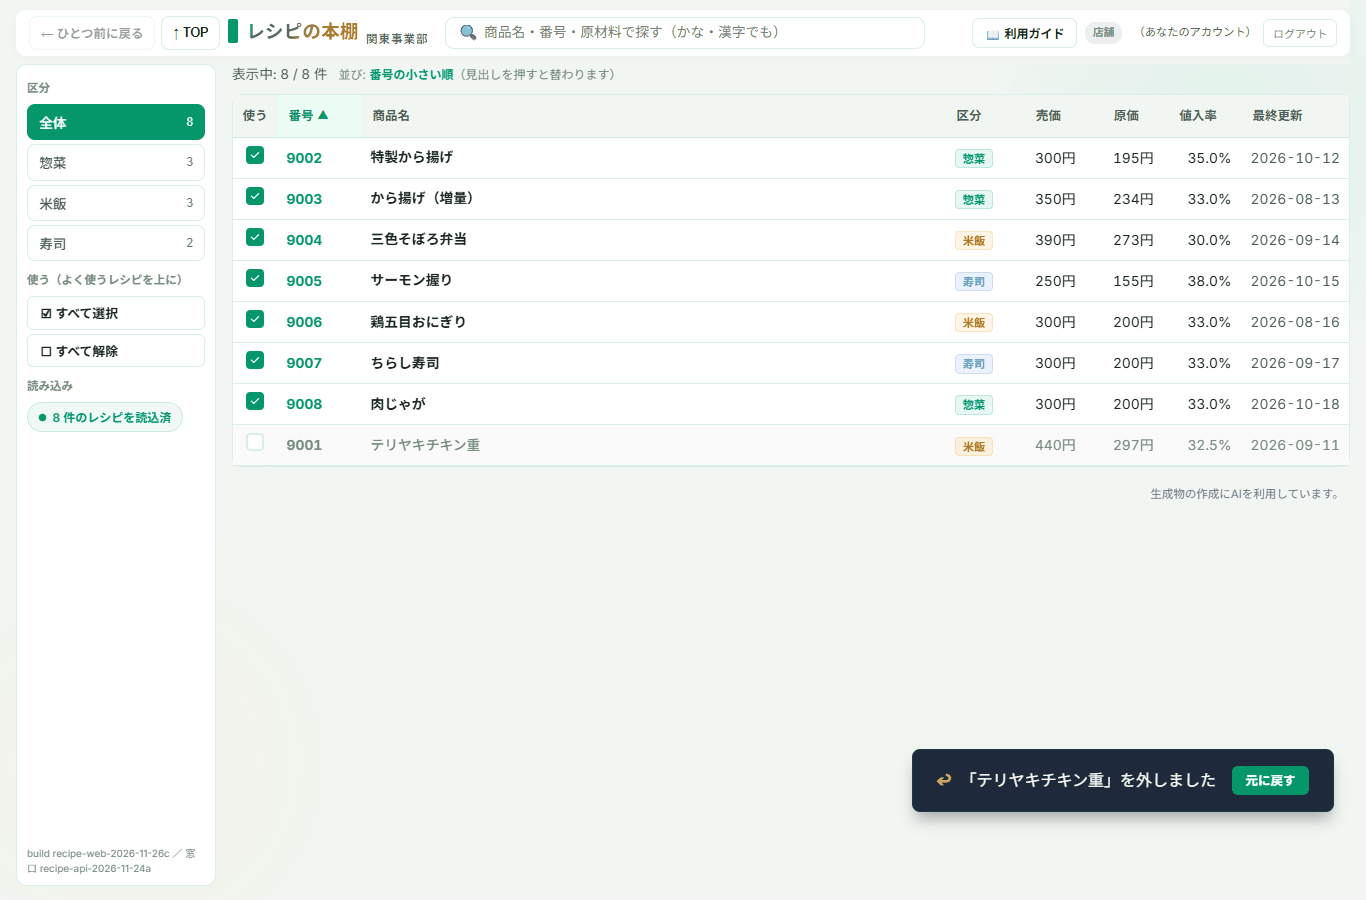 ← ひとつ前に戻る
↑ TOP
レシピの本棚 関東事業部
商品名・番号・原材料で探す（かな・漢字でも）
利用ガイド
店舗
（あなたのアカウント）
ログアウト
区分
全体 8
惣菜 3
米飯 3
寿司 2
使う（よく使うレシピを上に）
☑ すべて選択
☐ すべて解除
読み込み
● 8 件のレシピを読込済
build recipe-web-2026-11-26c ／ 窓
口 recipe-api-2026-11-24a
表示中: 8 / 8 件 並び: 番号の小さい順（見出しを押すと替わります）
使う 番号 ▲ 商品名 区分 売価 原価 値入率 最終更新
9002 特製から揚げ 惣菜 300円 195円 35.0% 2026-10-12
9003 から揚げ（増量） 惣菜 350円 234円 33.0% 2026-08-13
9004 三色そぼろ弁当 米飯 390円 273円 30.0% 2026-09-14
9005 サーモン握り 寿司 250円 155円 38.0% 2026-10-15
9006 鶏五目おにぎり 米飯 300円 200円 33.0% 2026-08-16
9007 ちらし寿司 寿司 300円 200円 33.0% 2026-09-17
9008 肉じゃが 惣菜 300円 200円 33.0% 2026-10-18
9001 テリヤキチキン重 米飯 440円 297円 32.5% 2026-09-11
生成物の作成にAIを利用しています。
「テリヤキチキン重」を外しました 元に戻す